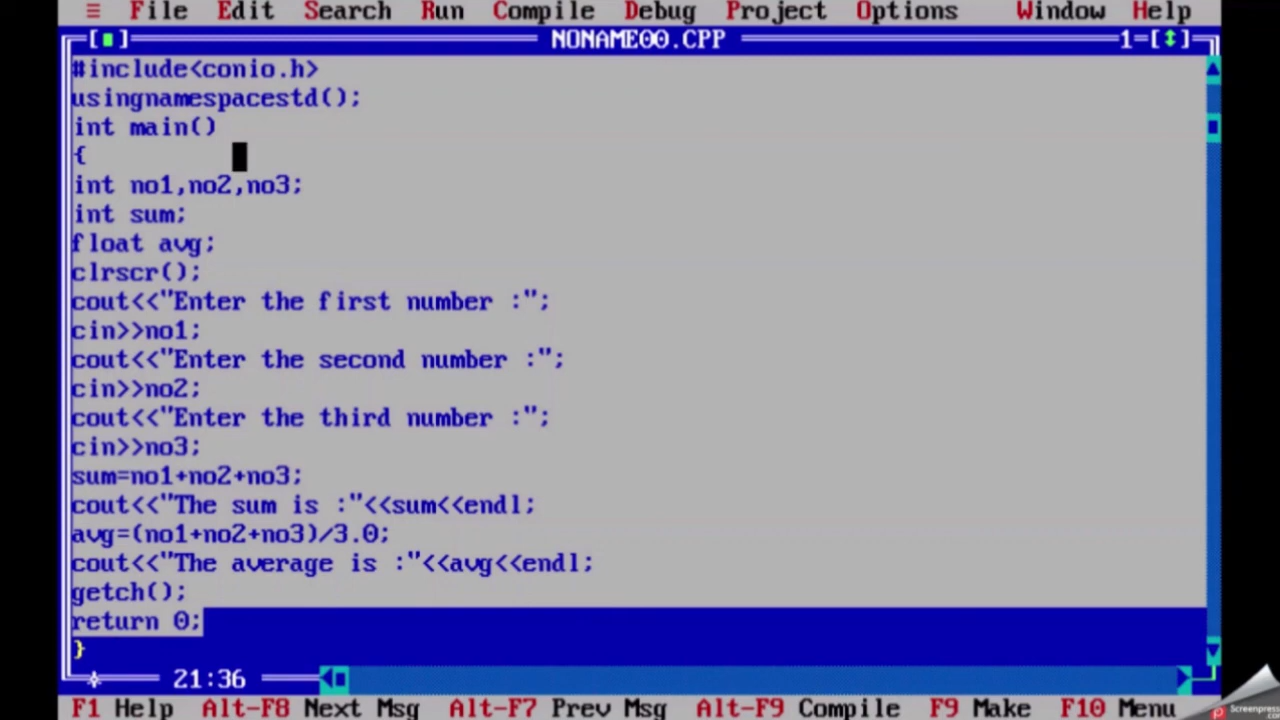 ≡ File Edit Search Run Compile Debug Project Options Window Help
[■] NONAME00.CPP 1=[↕]
#include<conio.h>
usingnamespacestd();
int main()
{
int no1,no2,no3;
int sum;
float avg;
clrscr();
cout<<"Enter the first number :";
cin>>no1;
cout<<"Enter the second number :";
cin>>no2;
cout<<"Enter the third number :";
cin>>no3;
sum=no1+no2+no3;
cout<<"The sum is :"<<sum<<endl;
avg=(no1+no2+no3)/3.0;
cout<<"The average is :"<<avg<<endl;
getch();
return 0;
}
21:36
F1 Help Alt-F8 Next Msg Alt-F7 Prev Msg Alt-F9 Compile F9 Make F10 Menu